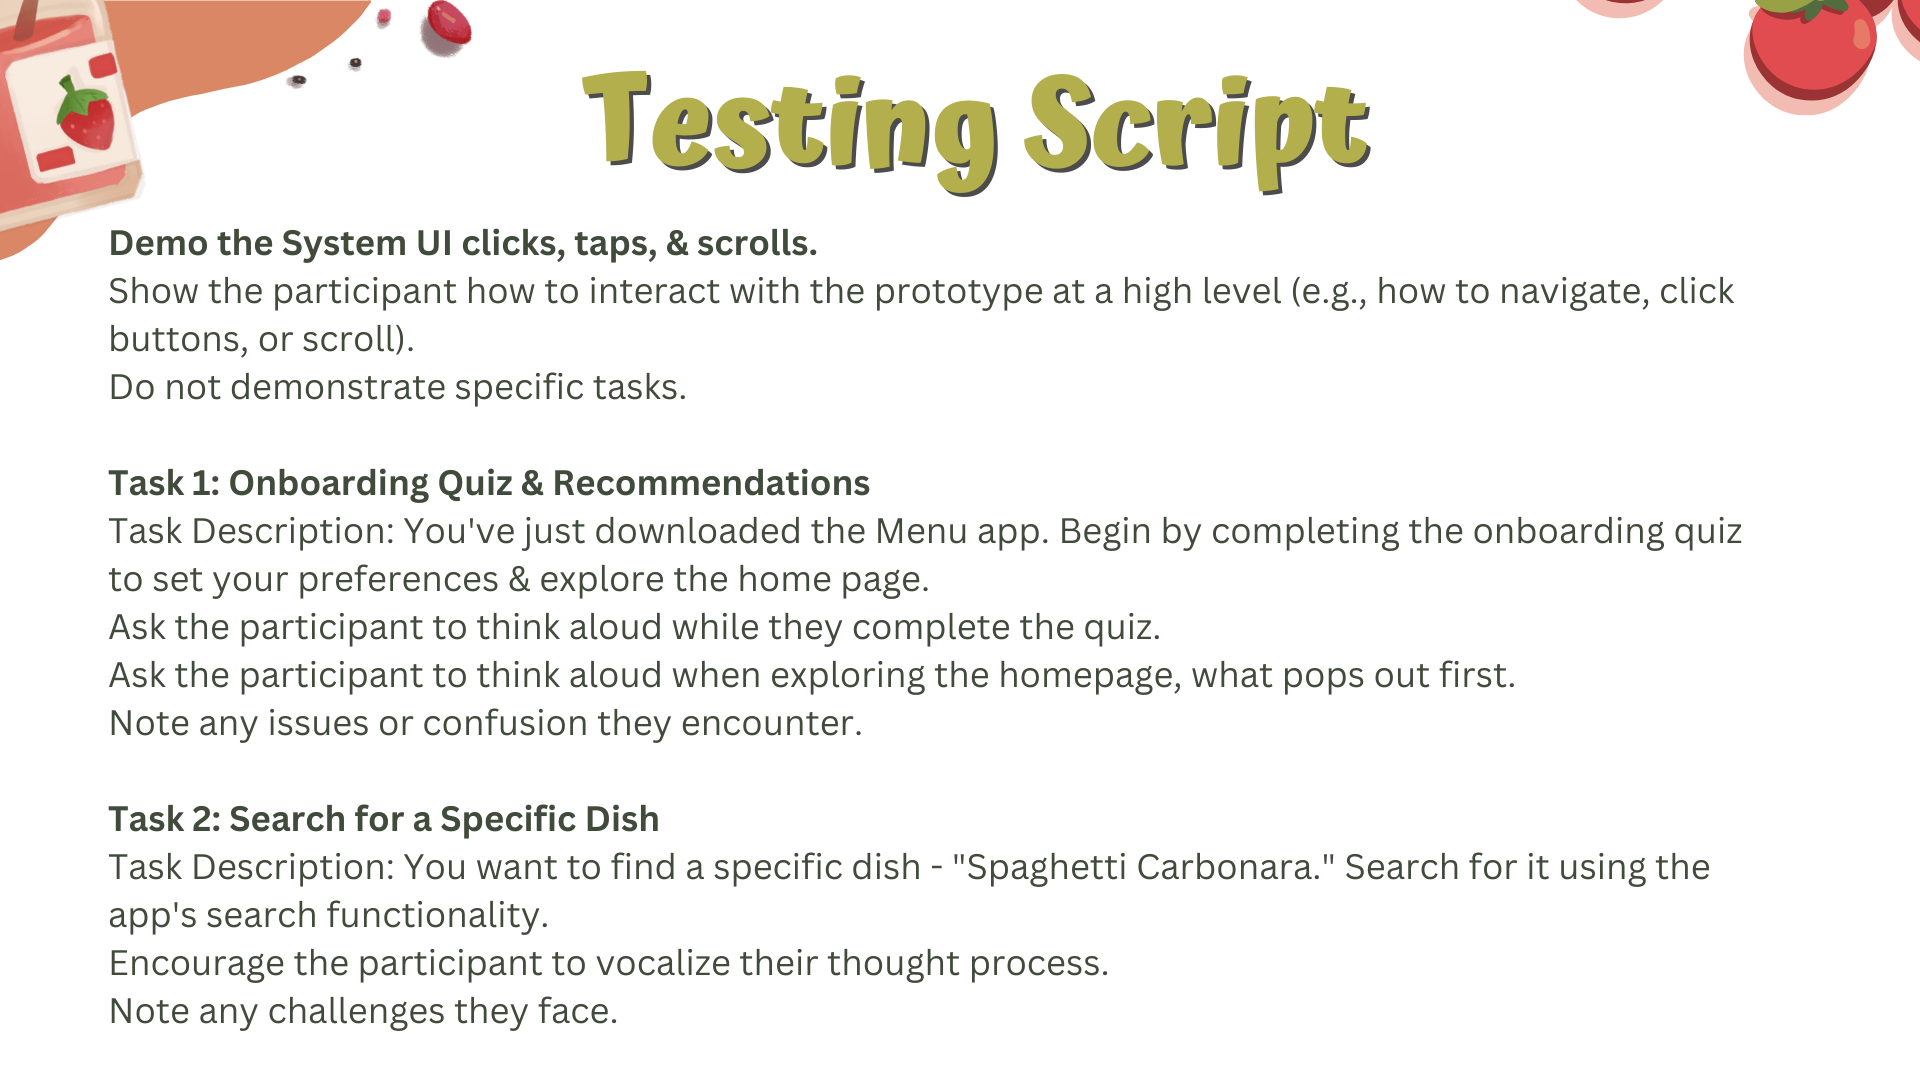 Testing Script
Demo the System UI clicks, taps, & scrolls.
Show the participant how to interact with the prototype at a high level (e.g., how to navigate, click
buttons, or scroll).
Do not demonstrate specific tasks.
Task 1: Onboarding Quiz & Recommendations
Task Description: You've just downloaded the Menu app. Begin by completing the onboarding quiz
to set your preferences & explore the home page.
Ask the participant to think aloud while they complete the quiz.
Ask the participant to think aloud when exploring the homepage, what pops out first.
Note any issues or confusion they encounter.
Task 2: Search for a Specific Dish
Task Description: You want to find a specific dish - "Spaghetti Carbonara." Search for it using the
app's search functionality.
Encourage the participant to vocalize their thought process.
Note any challenges they face.